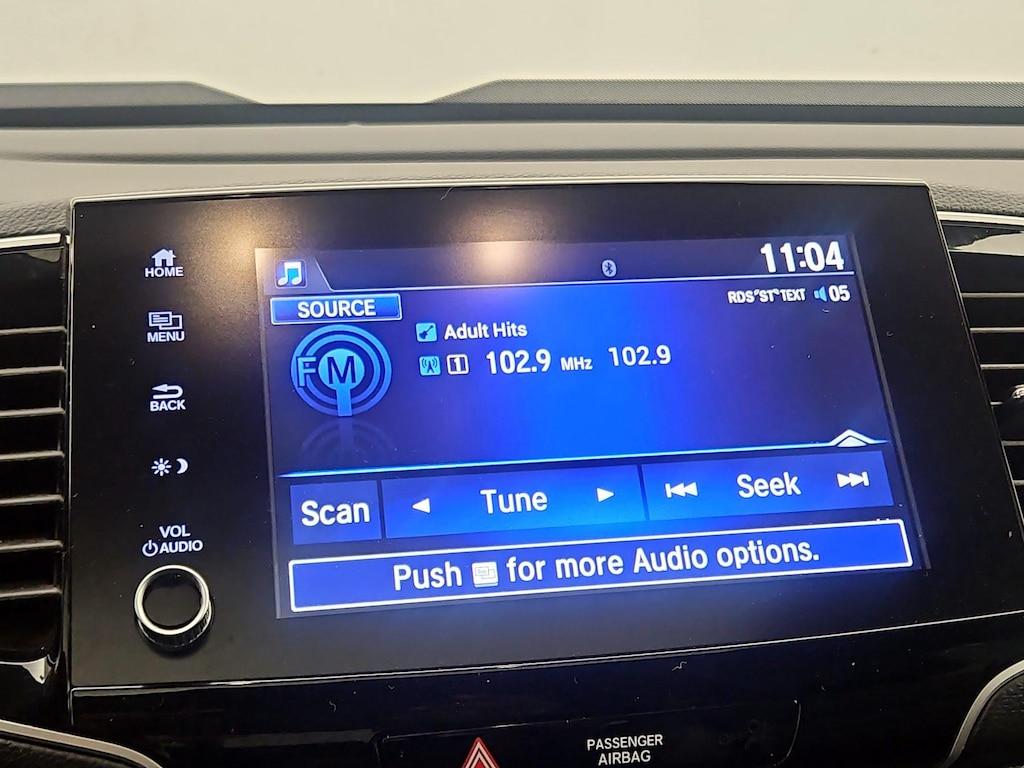 HOME
MENU
BACK
VOL
AUDIO
11:04
SOURCE
RDS "ST" TEXT 05
Adult Hits
FM
1 102.9 MHz 102.9
Scan
Tune
Seek
Push for more Audio options.
PASSENGER
AIRBAG